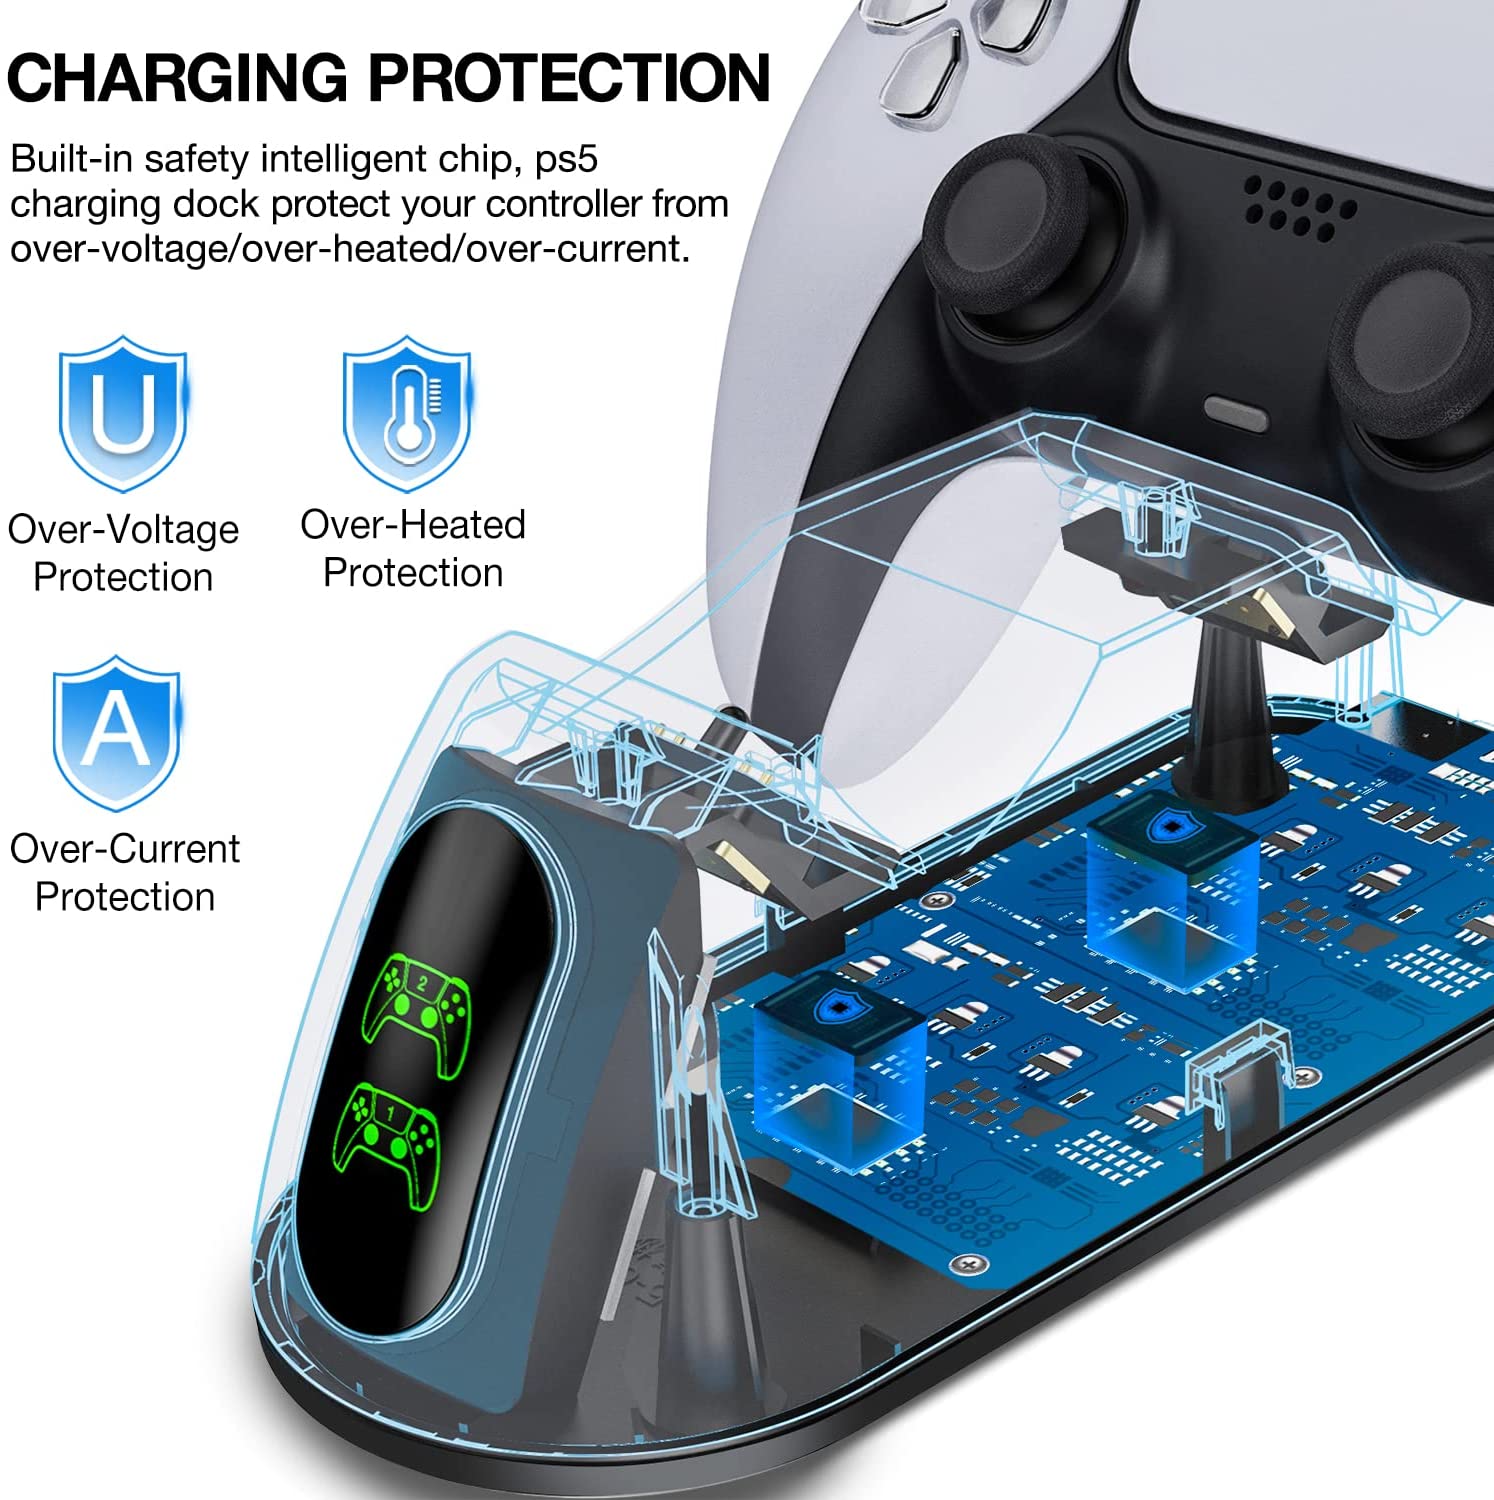 CHARGING PROTECTION
Built-in safety intelligent chip, ps5
charging dock protect your controller from
over-voltage/over-heated/over-current.
U
Over-Voltage
Protection
Over-Heated
Protection
A
Over-Current
Protection
2
1